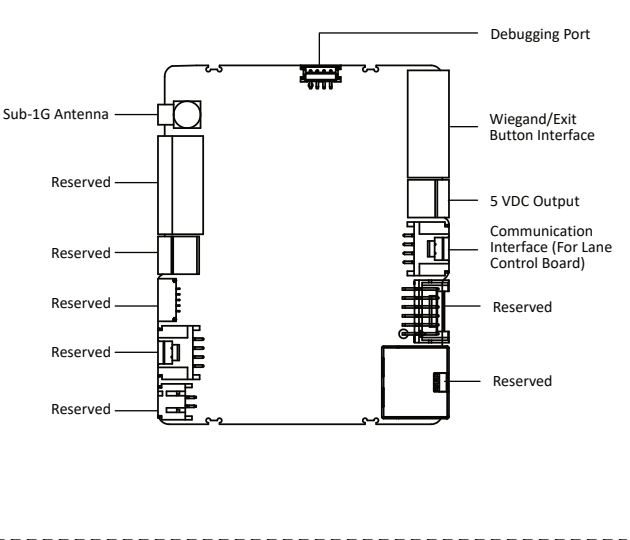 Debugging Port
Sub-1G Antenna
Wiegand/Exit
Button Interface
Reserved
5 VDC Output
Communication
Interface (For Lane
Control Board)
Reserved
Reserved
Reserved
Reserved
Reserved
Reserved